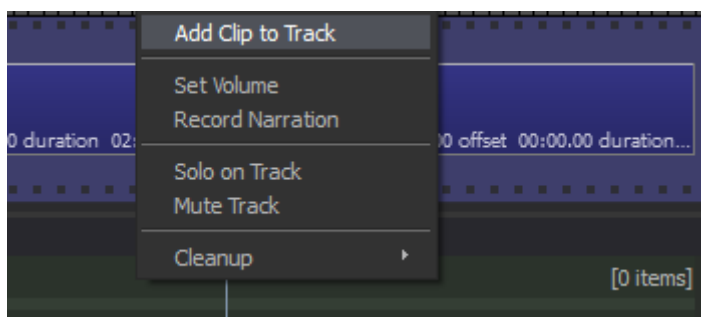 Add Clip to Track
Set Volume
Record Narration
0 duration 02:
00 offset 00:00.00 duration...
Solo on Track
Mute Track
Cleanup
[0 items]